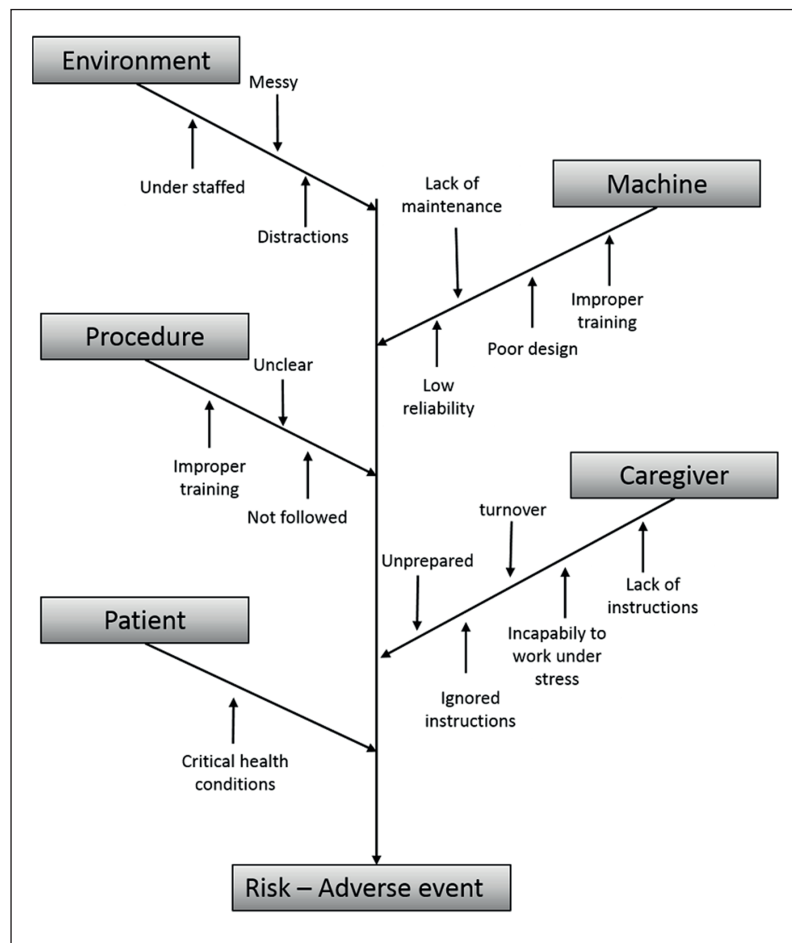 Environment
Messy
Under staffed
Distractions
Lack of
maintenance
Machine
Improper
training
Poor design
Low
reliability
Procedure
Unclear
Improper
training
Not followed
Caregiver
turnover
Unprepared
Lack of
instructions
Incapabily to
work under
stress
Ignored
instructions
Patient
Critical health
conditions
Risk – Adverse event